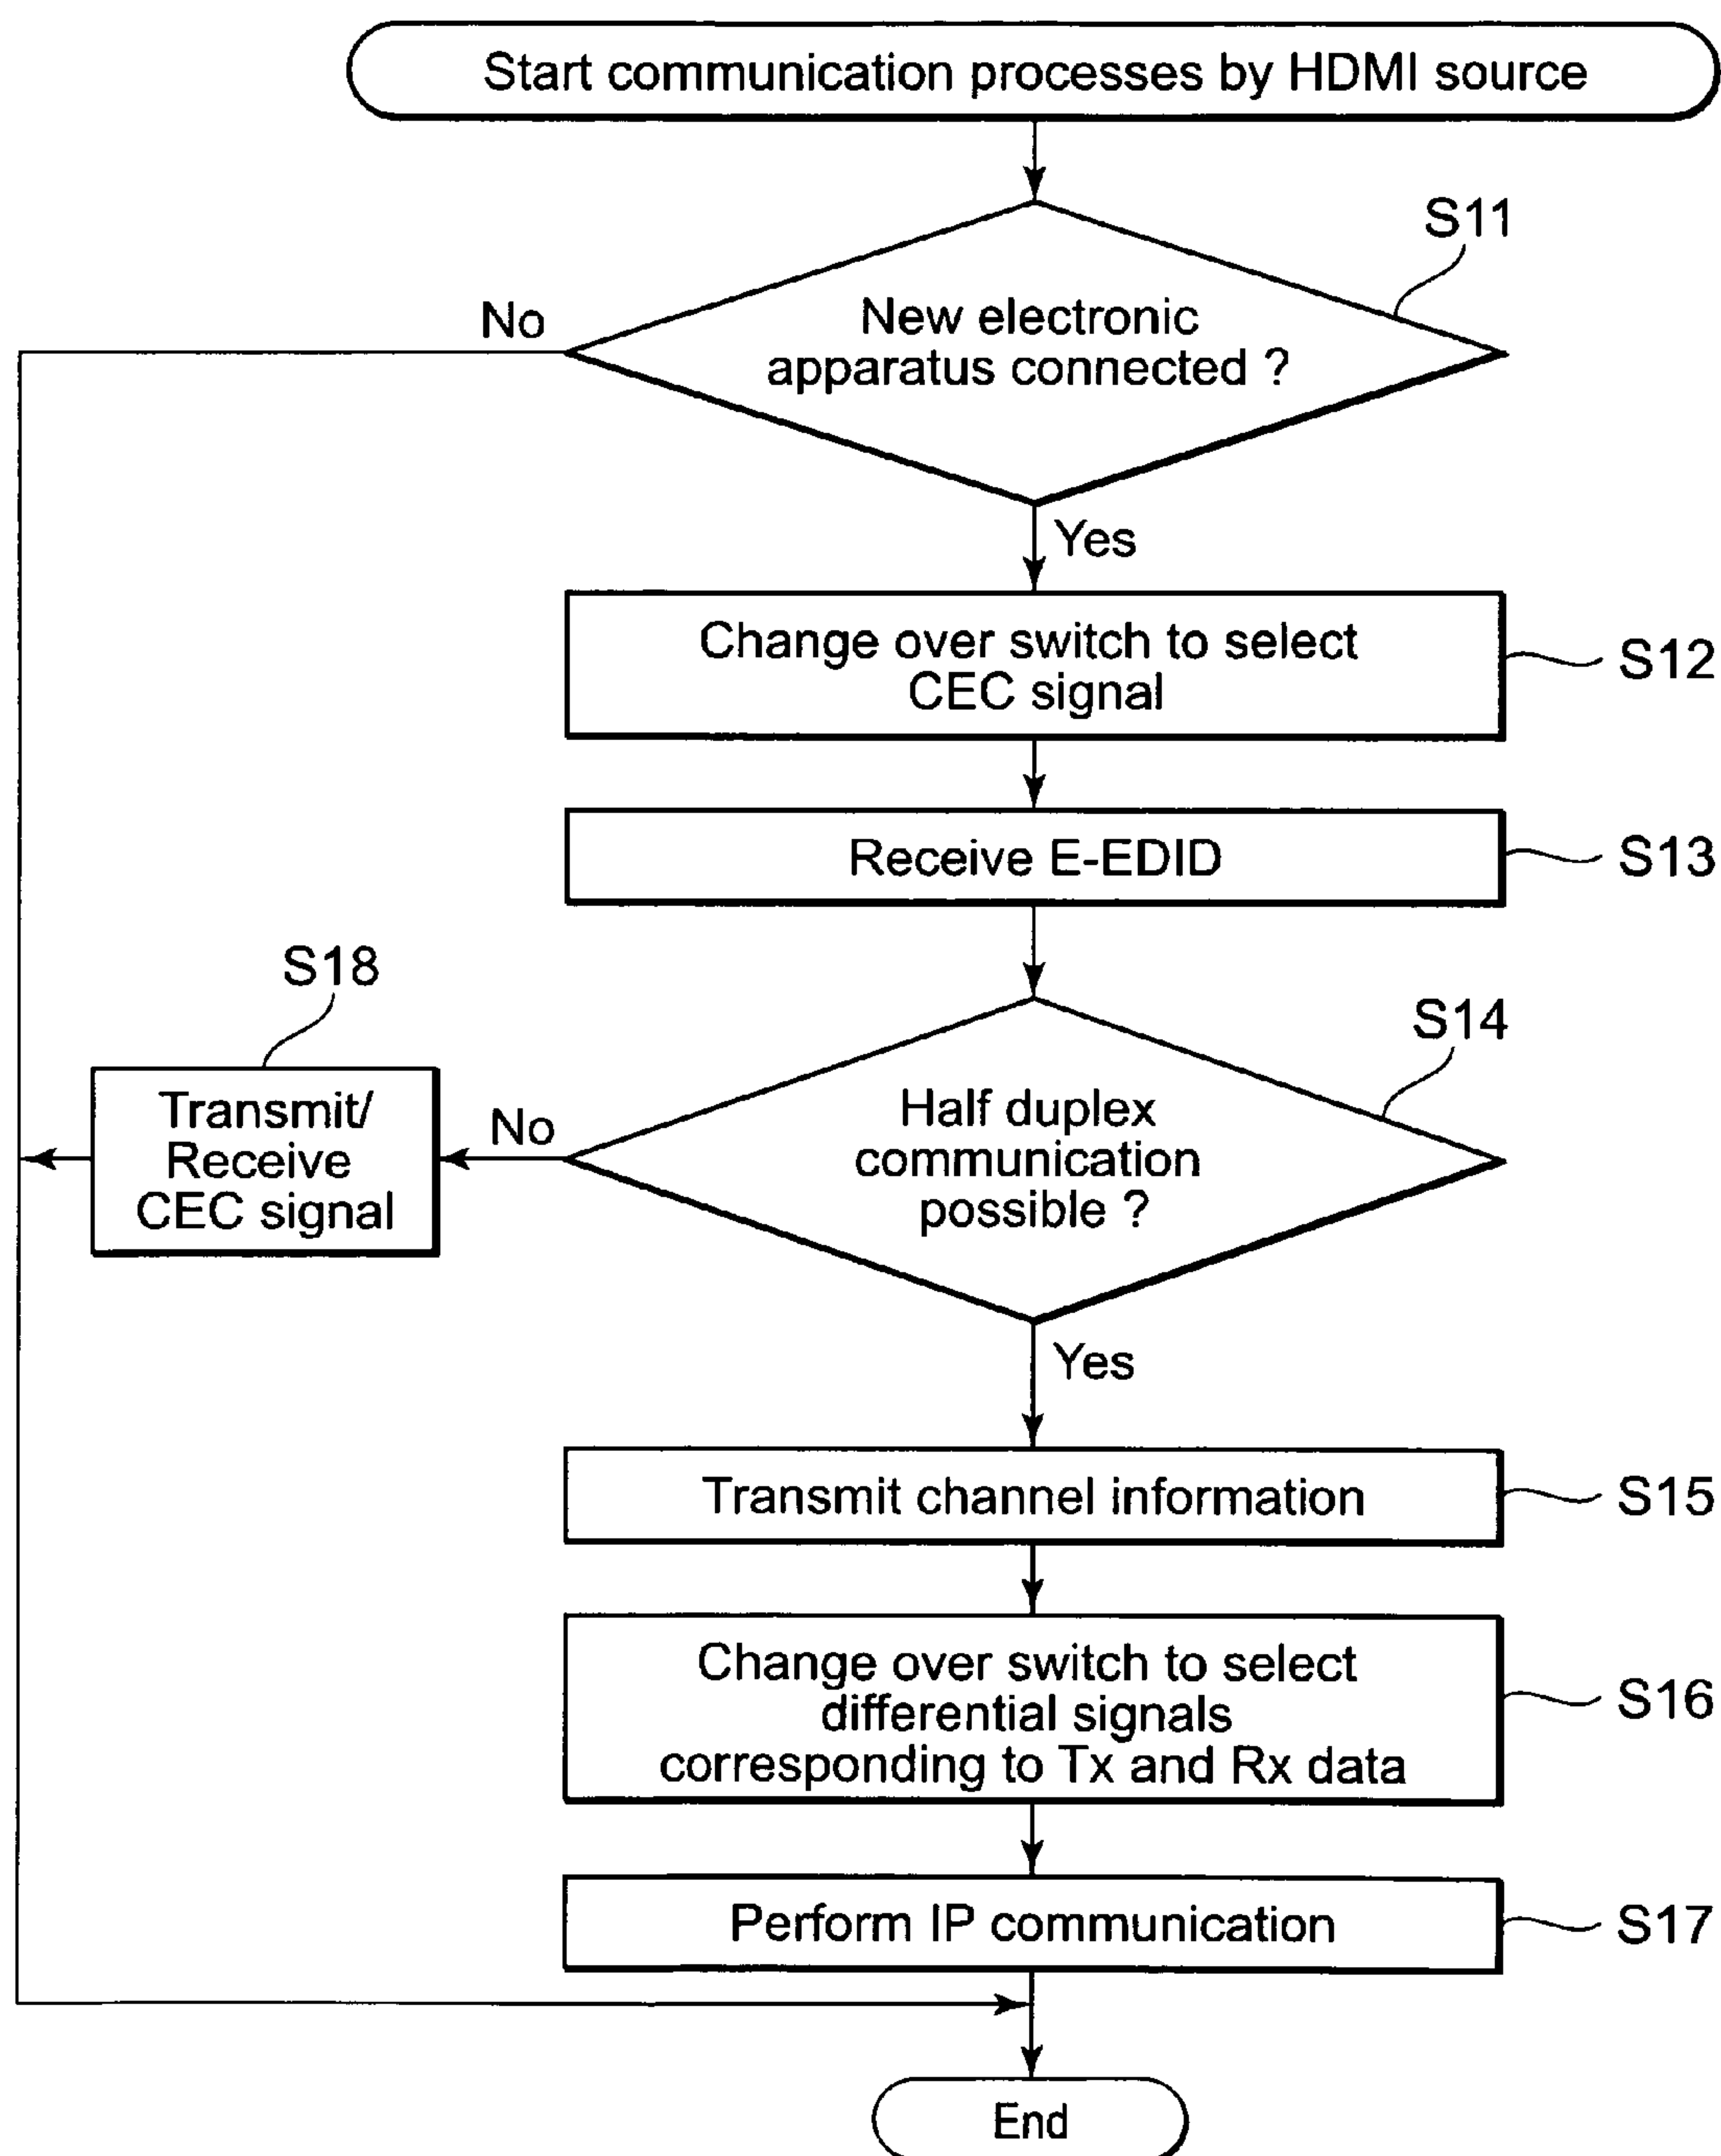 Start communication processes by HDMI source
S11
No
New electronic
apparatus connected ?
Yes
Change over switch to select
CEC signal
S12
Receive E-EDID
S13
S18
S14
Transmit/
Receive
CEC signal
No
Half duplex
communication
possible ?
Yes
Transmit channel information
S15
Change over switch to select
differential signals
corresponding to Tx and Rx data
S16
Perform IP communication
S17
End